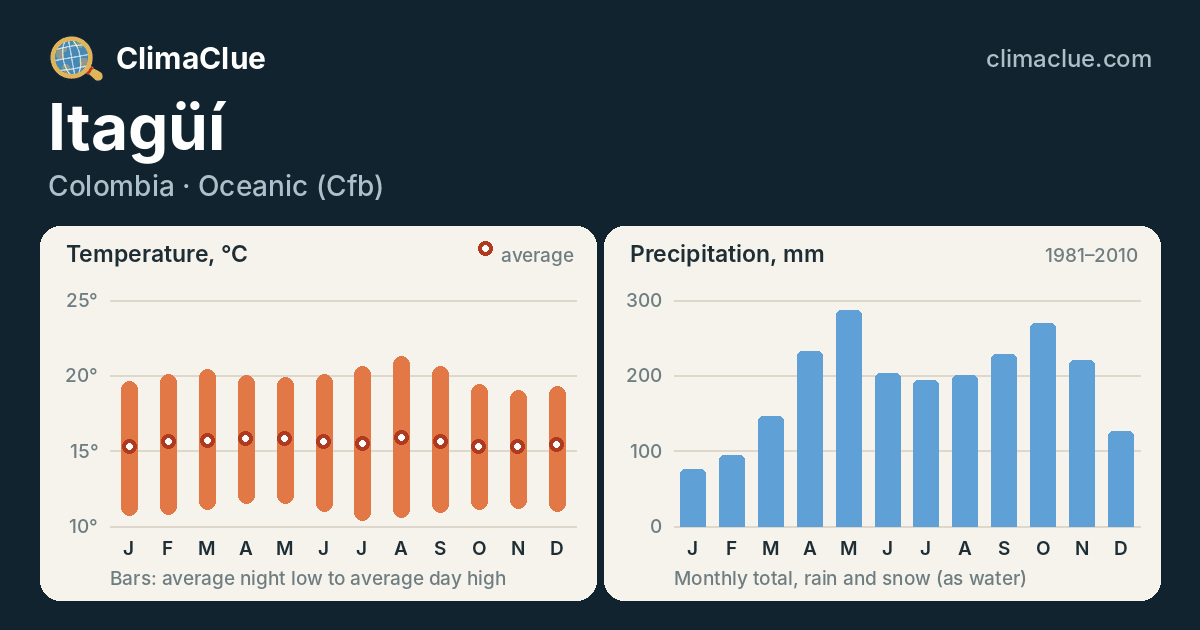 ClimaClue
climaclue.com
Itagüí
Colombia · Oceanic (Cfb)
Temperature, °C
average
25°
20°
15°
10°
J F M A M J J A S O N D
Bars: average night low to average day high
Precipitation, mm
1981–2010
300
200
100
0
J F M A M J J A S O N D
Monthly total, rain and snow (as water)